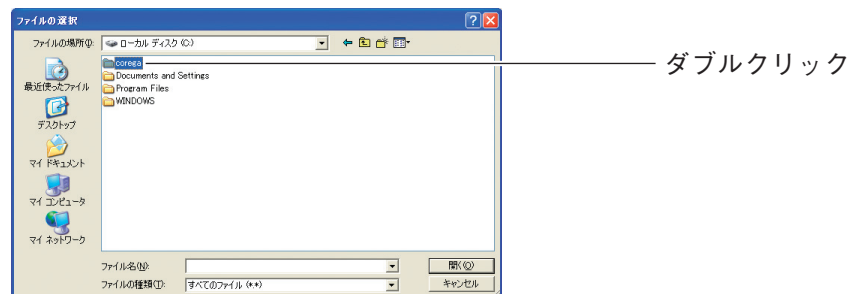 ファイルの選択
ファイルの場所(I):
ローカル ディスク (C:)
corega
Documents and Settings
Program Files
WINDOWS
最近使ったファイル
デスクトップ
マイ ドキュメント
マイ コンピュータ
マイ ネットワーク
ファイル名(N):
開く(O)
ファイルの種類(T):
すべてのファイル (*.*)
キャンセル
ダブルクリック